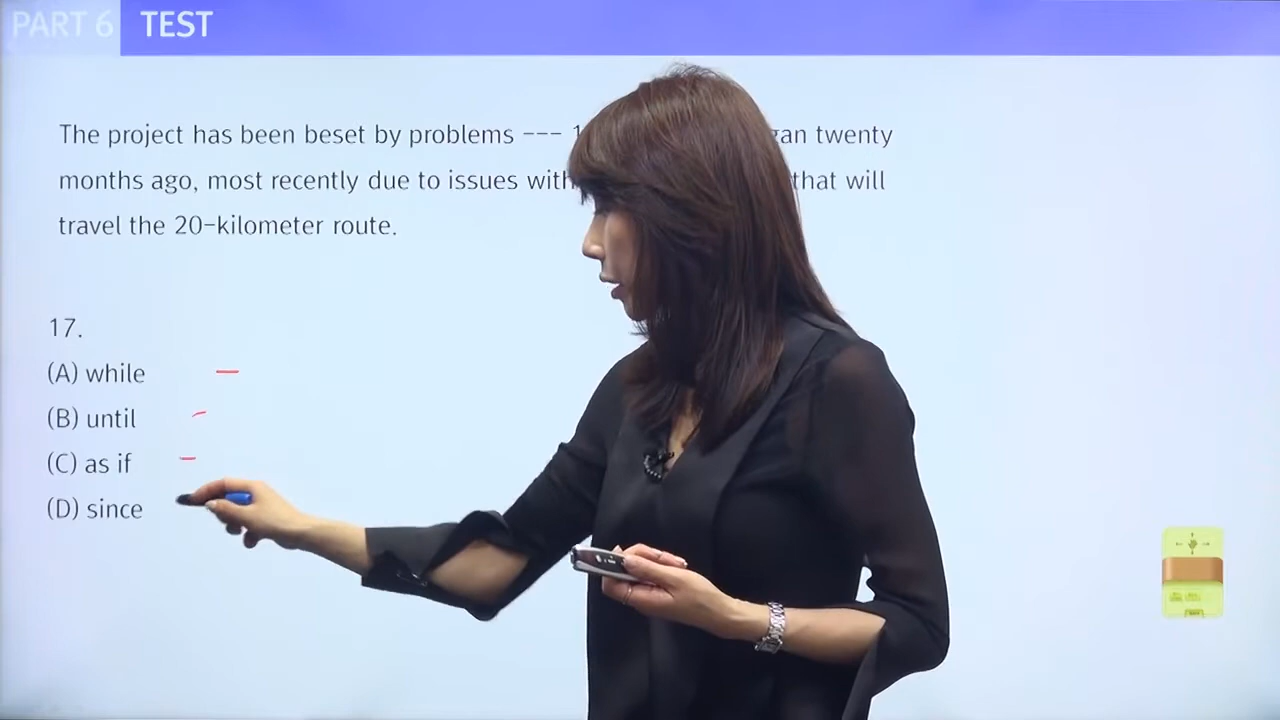 PART 6 TEST
The project has been beset by problems --- 1 twenty
months ago, most recently due to issues with that will
travel the 20-kilometer route.
17.
(A) while
(B) until
(C) as if
(D) since